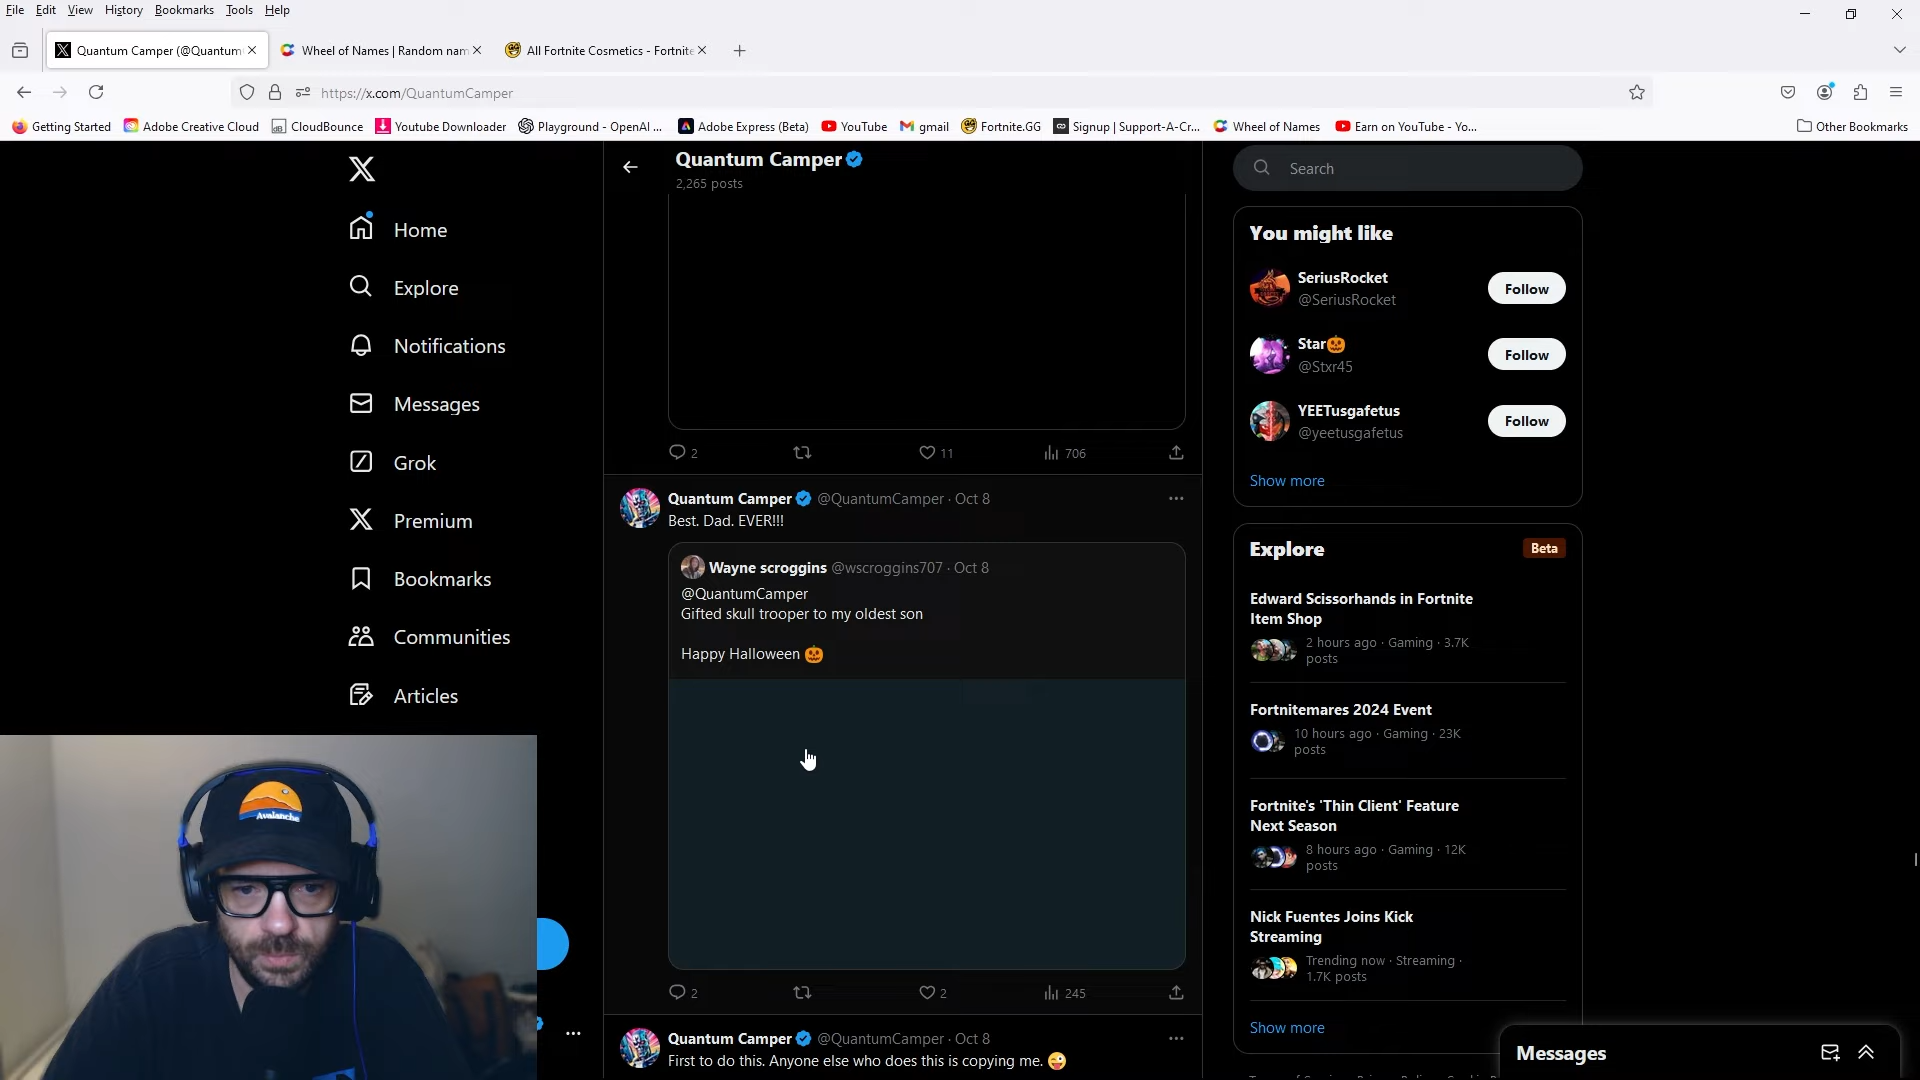 File Edit View History Bookmarks Tools Help
Quantum Camper (@Quantum
Wheel of Names | Random nam
All Fortnite Cosmetics - Fortnite
https://x.com/QuantumCamper
Getting Started
Adobe Creative Cloud
CloudBounce
Youtube Downloader
Playground - OpenAI ...
Adobe Express (Beta)
YouTube
gmail
Fortnite.GG
Signup | Support-A-Cr...
Wheel of Names
Earn on YouTube - Yo...
Other Bookmarks
Home
Explore
Notifications
Messages
Grok
Premium
Bookmarks
Communities
Articles
Avalanche
Quantum Camper
2,265 posts
2 11 706
Quantum Camper @QuantumCamper · Oct 8
Best. Dad. EVER!!!
Wayne scroggins @wscroggins707 · Oct 8
@QuantumCamper
Gifted skull trooper to my oldest son
Happy Halloween 🎃
2 2 245
Quantum Camper @QuantumCamper · Oct 8
First to do this. Anyone else who does this is copying me. 😜
Search
You might like
SeriusRocket
@SeriusRocket
Follow
Star🎃
@Stxr45
Follow
YEETusgafetus
@yeetusgafetus
Follow
Show more
Explore
Beta
Edward Scissorhands in Fortnite
Item Shop
2 hours ago · Gaming · 3.7K
posts
Fortnitemares 2024 Event
10 hours ago · Gaming · 23K
posts
Fortnite's 'Thin Client' Feature
Next Season
8 hours ago · Gaming · 12K
posts
Nick Fuentes Joins Kick
Streaming
Trending now · Streaming ·
1.7K posts
Show more
Messages